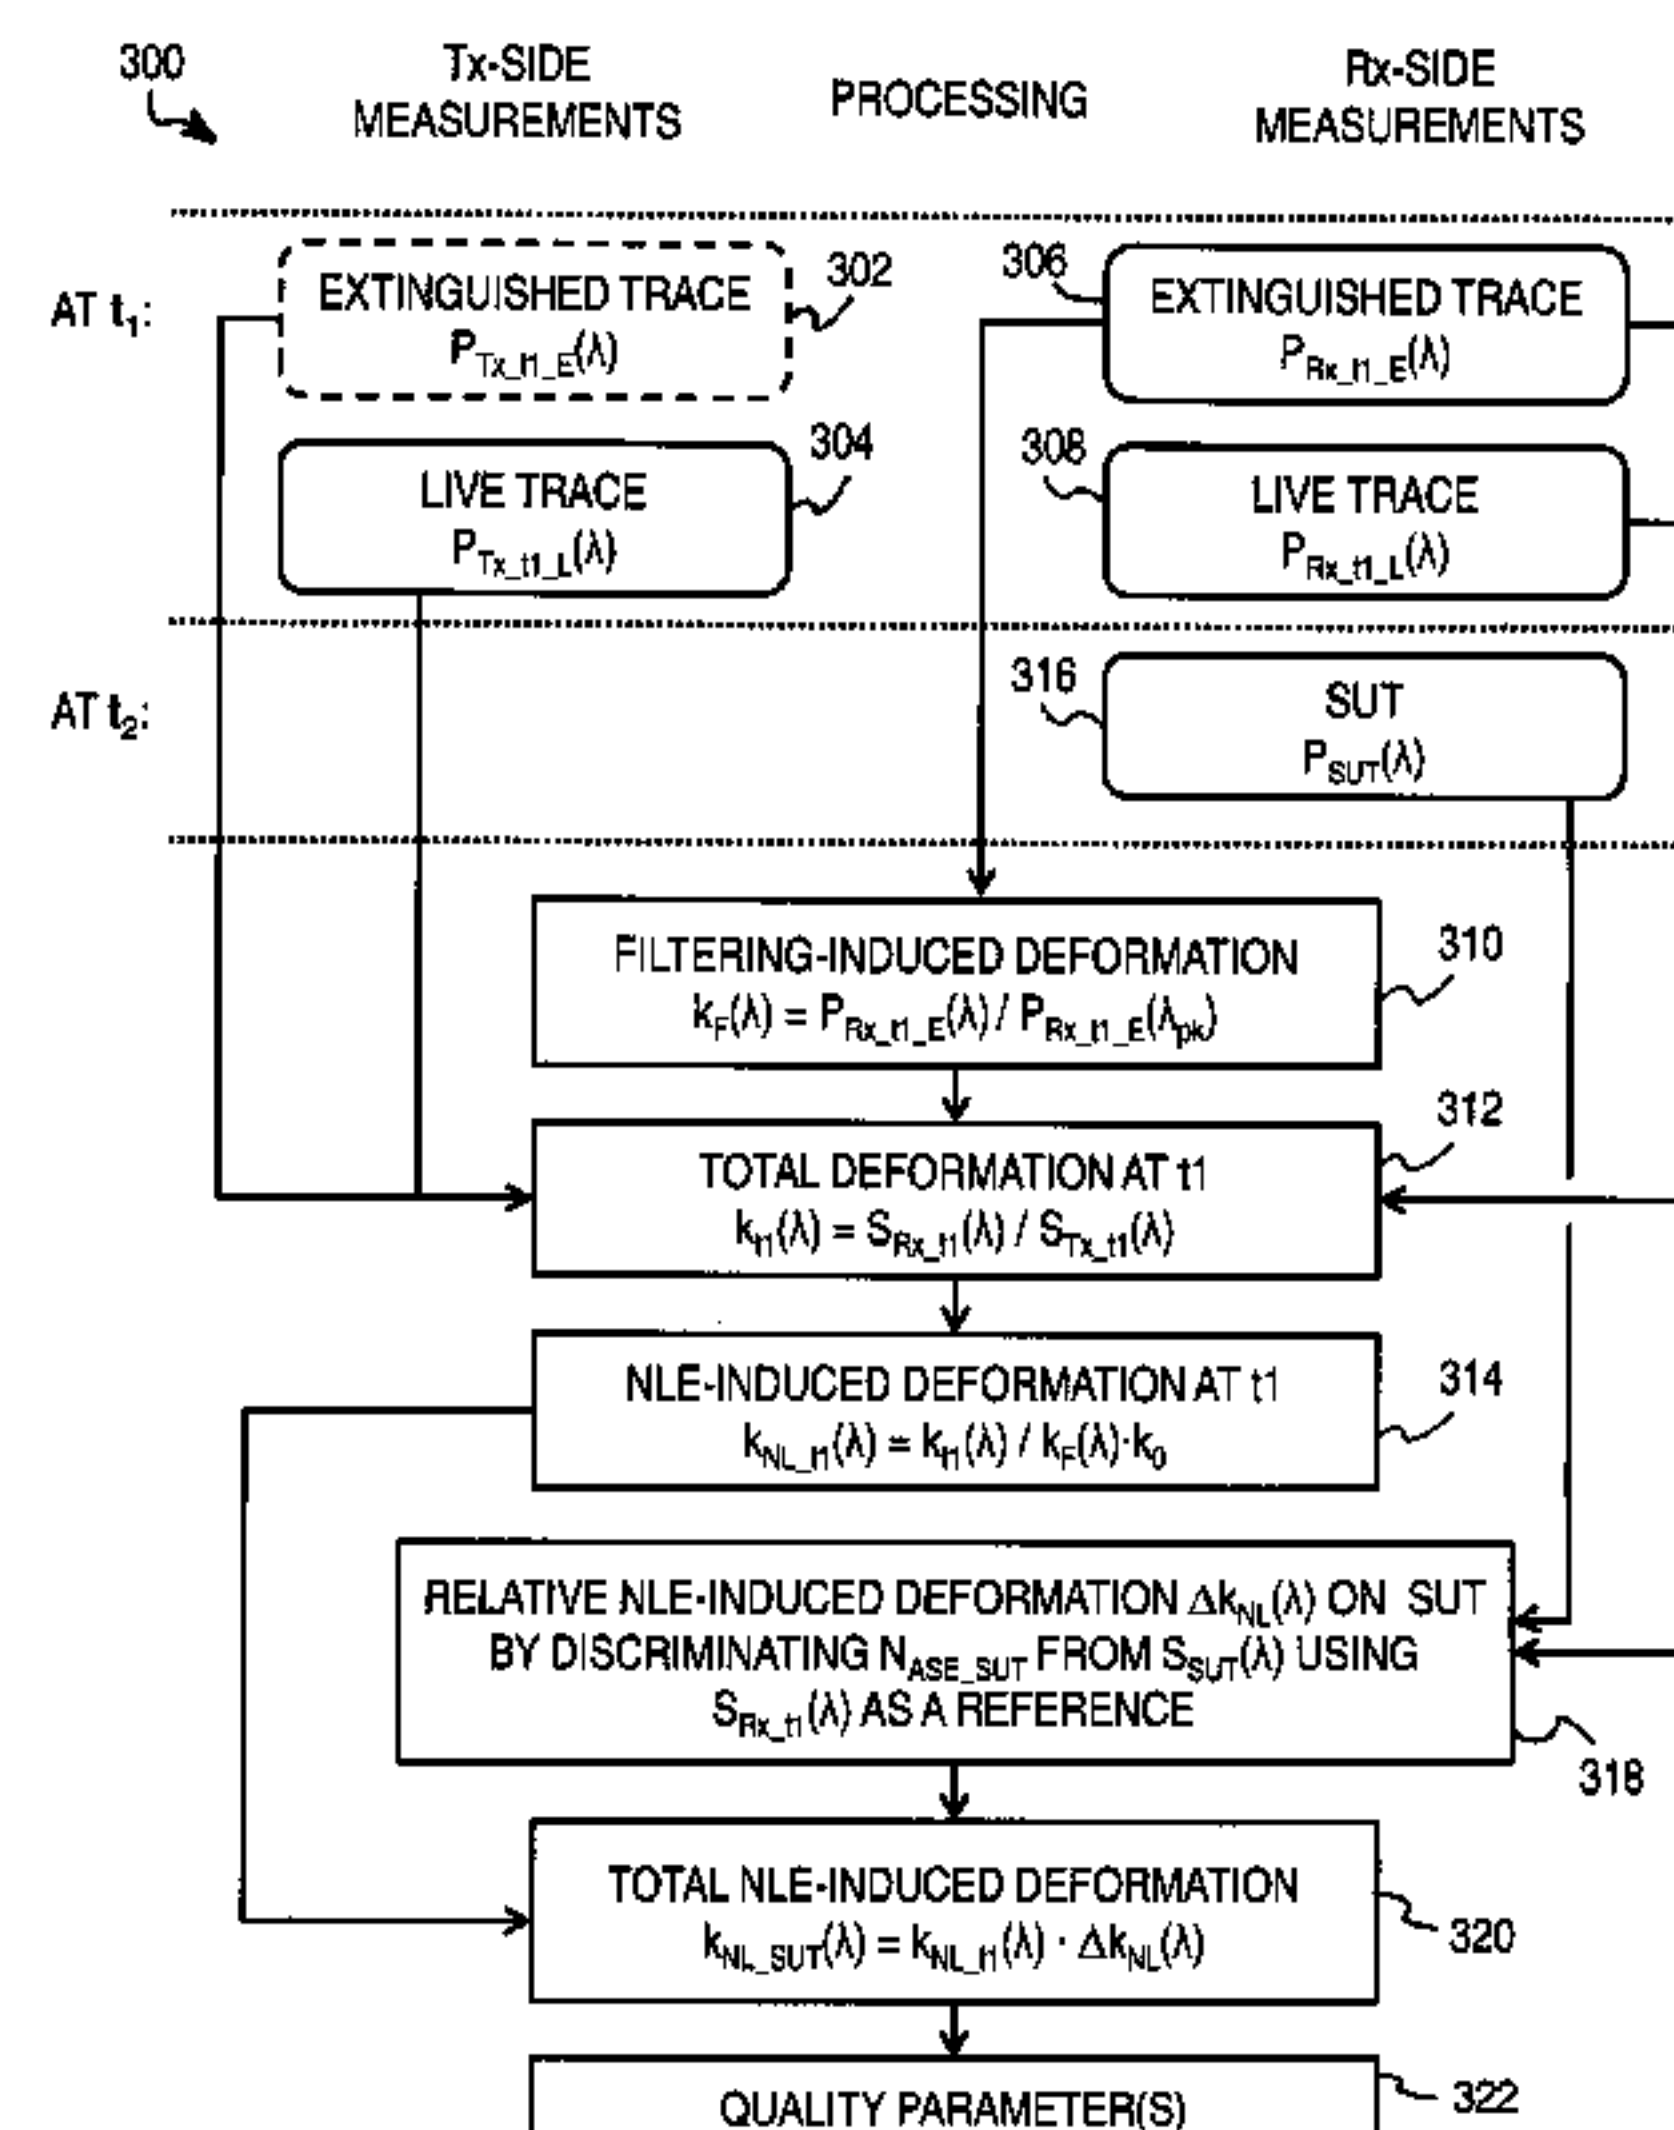 300
Tx-SIDE
MEASUREMENTS
PROCESSING
Rx-SIDE
MEASUREMENTS
AT t1:
EXTINGUISHED TRACE
PTx_t1_E(λ)
302
306
EXTINGUISHED TRACE
PRx_t1_E(λ)
LIVE TRACE
PTx_t1_L(λ)
304
308
LIVE TRACE
PRx_t1_L(λ)
AT t2:
316
SUT
PSUT(λ)
FILTERING-INDUCED DEFORMATION
kF(λ) = PRx_t1_E(λ) / PRx_t1_E(λpk)
310
TOTAL DEFORMATION AT t1
kt1(λ) = SRx_t1(λ) / STx_t1(λ)
312
NLE-INDUCED DEFORMATION AT t1
kNL_t1(λ) = kt1(λ) / kF(λ)·k0
314
RELATIVE NLE-INDUCED DEFORMATION ΔkNL(λ) ON SUT
BY DISCRIMINATING NASE_SUT FROM SSUT(λ) USING
SRx_t1(λ) AS A REFERENCE
318
TOTAL NLE-INDUCED DEFORMATION
kNL_SUT(λ) = kNL_t1(λ) · ΔkNL(λ)
320
QUALITY PARAMETER(S)
322